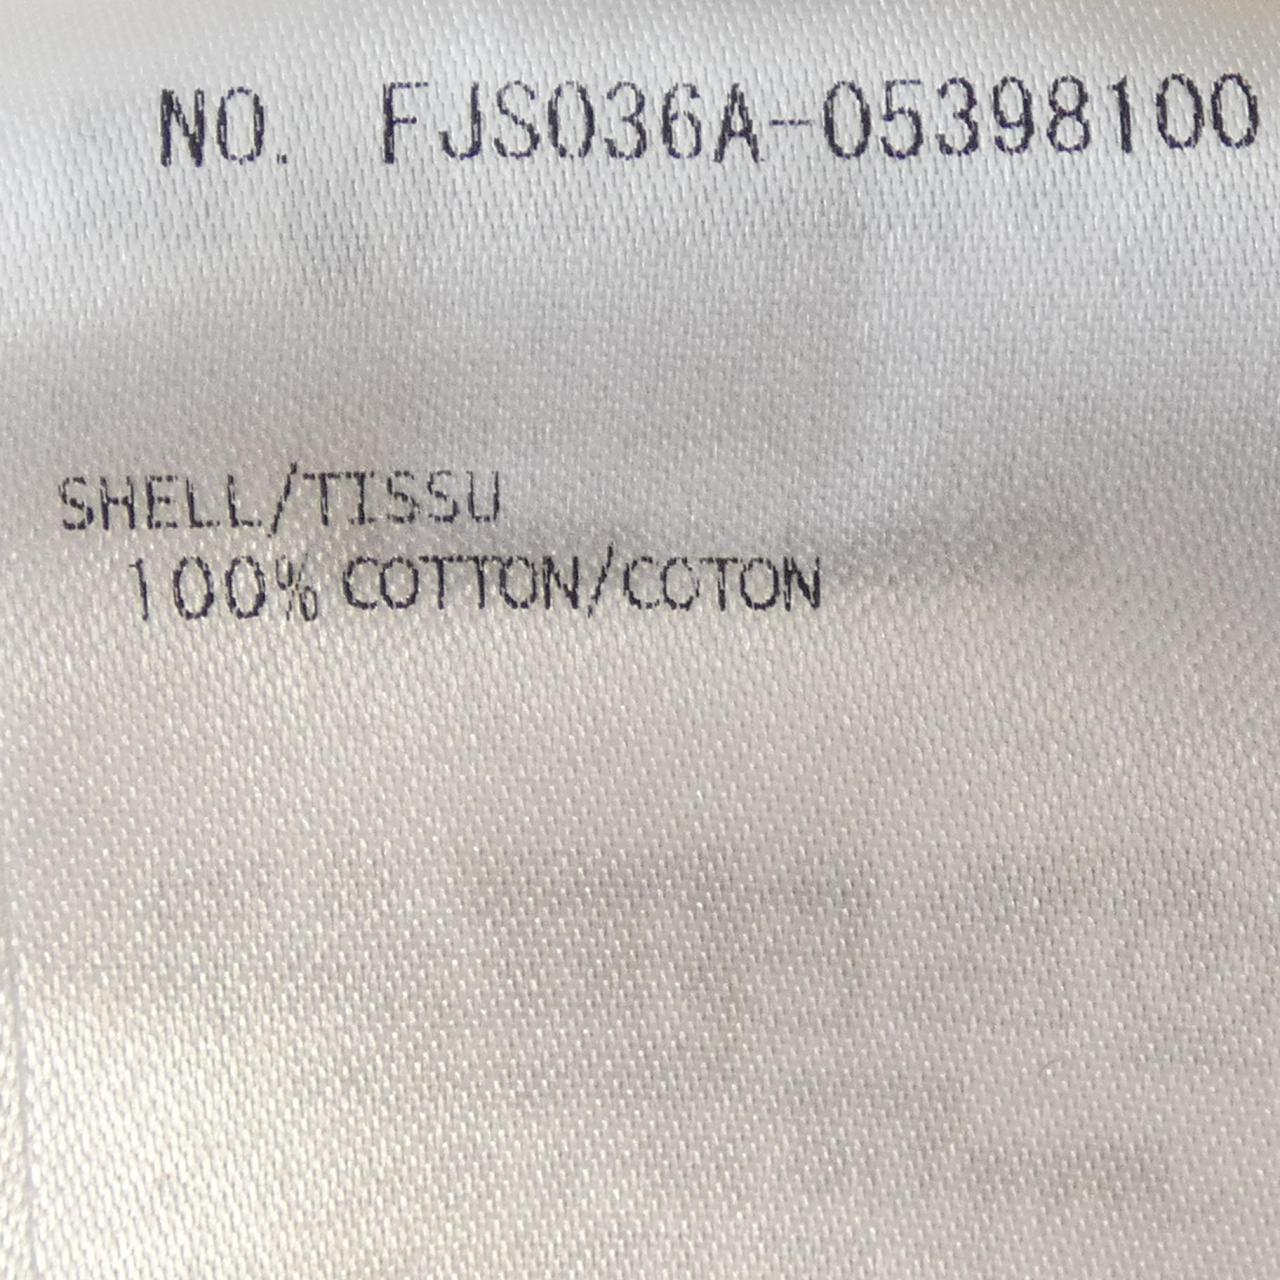 NO. FJS036A-05398100
SHELL/TISSU
100% COTTON/COTON